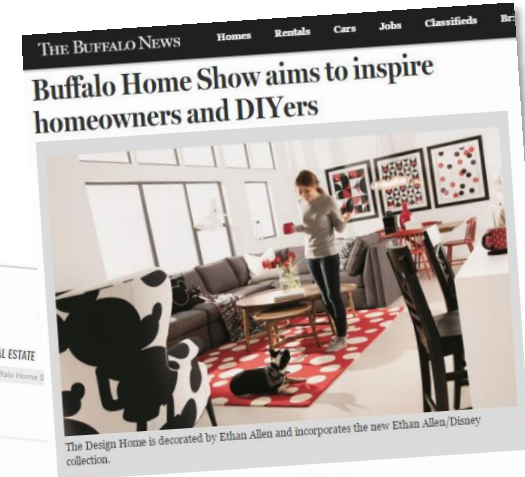 THE BUFFALO NEWS
Homes
Rentals
Cars
Jobs
Classifieds
Buffalo Home Show aims to inspire
homeowners and DIYers
The Design Home is decorated by Ethan Allen and incorporates the new Ethan Allen/Disney
collection.
ESTATE